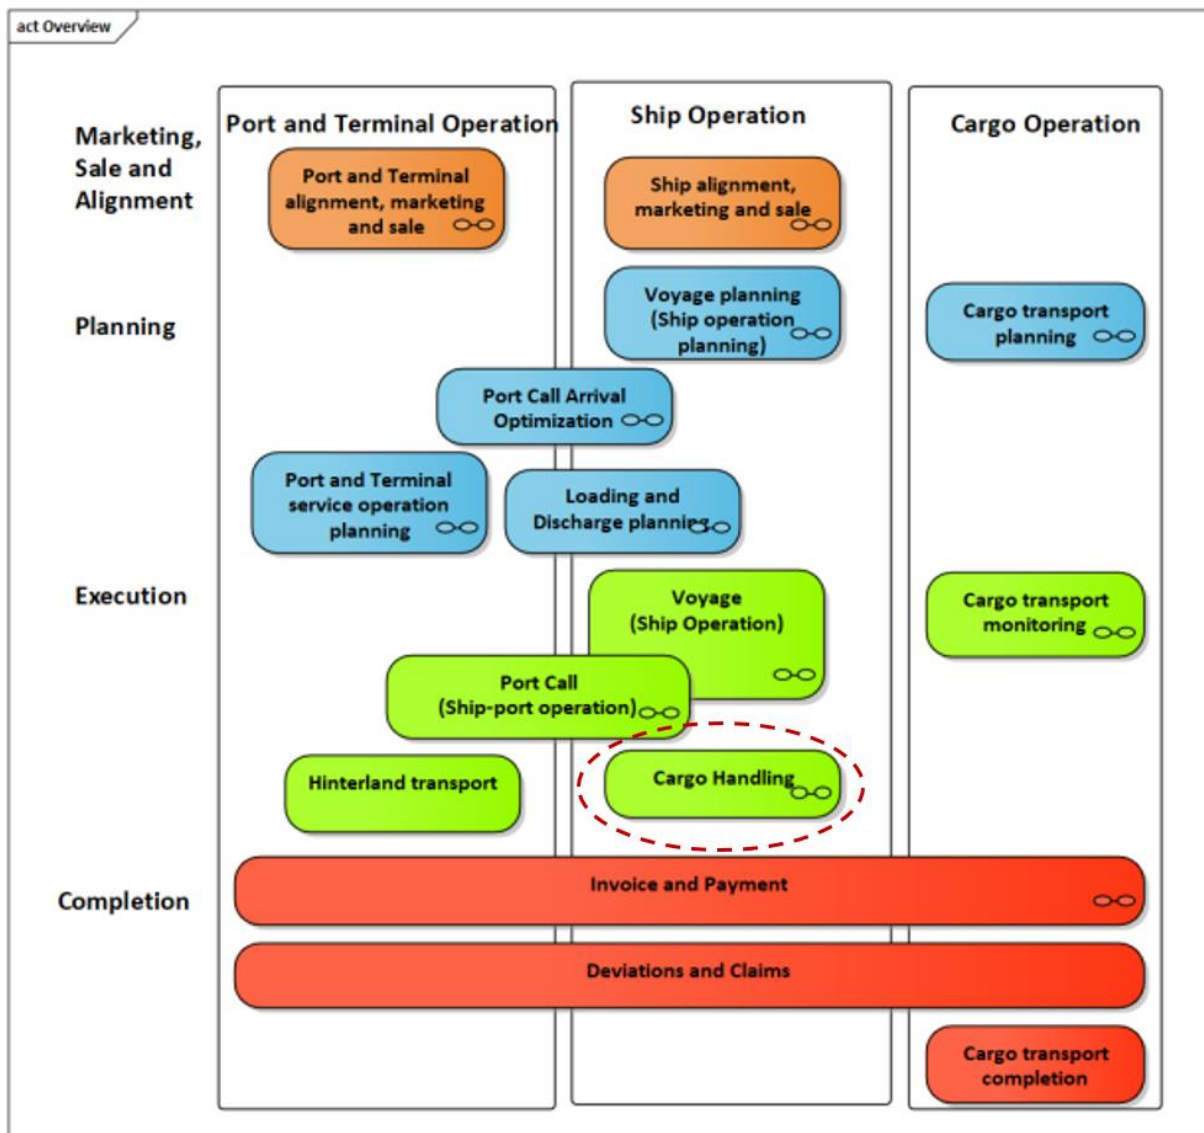 act Overview
Marketing,
Sale and
Alignment
Port and Terminal Operation
Ship Operation
Cargo Operation
Port and Terminal
alignment, marketing
and sale
Ship alignment,
marketing and sale
Planning
Voyage planning
(Ship operation
planning)
Cargo transport
planning
Port Call Arrival
Optimization
Port and Terminal
service operation
planning
Loading and
Discharge planning
Execution
Voyage
(Ship Operation)
Cargo transport
monitoring
Port Call
(Ship-port operation)
Hinterland transport
Cargo Handling
Completion
Invoice and Payment
Deviations and Claims
Cargo transport
completion